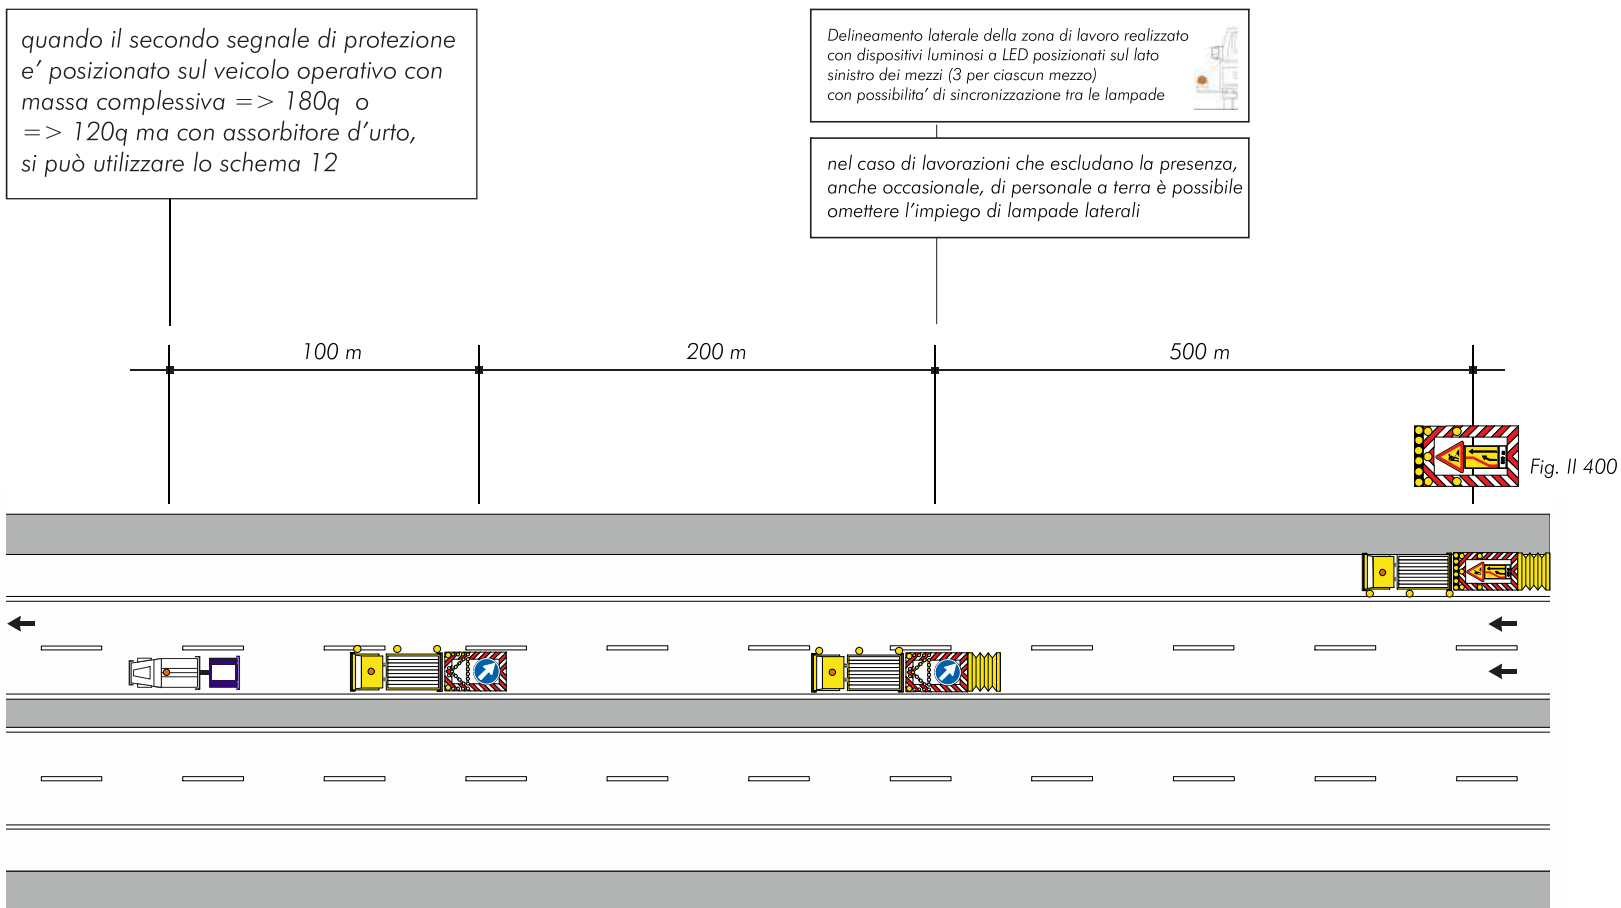 quando il secondo segnale di protezione
e' posizionato sul veicolo operativo con
massa complessiva => 180q o
=> 120q ma con assorbitore d'urto,
si può utilizzare lo schema 12
Delineamento laterale della zona di lavoro realizzato
con dispositivi luminosi a LED posizionati sul lato
sinistro dei mezzi (3 per ciascun mezzo)
con possibilita' di sincronizzazione tra le lampade
nel caso di lavorazioni che escludano la presenza,
anche occasionale, di personale a terra è possibile
omettere l'impiego di lampade laterali
100 m
200 m
500 m
Fig. II 400